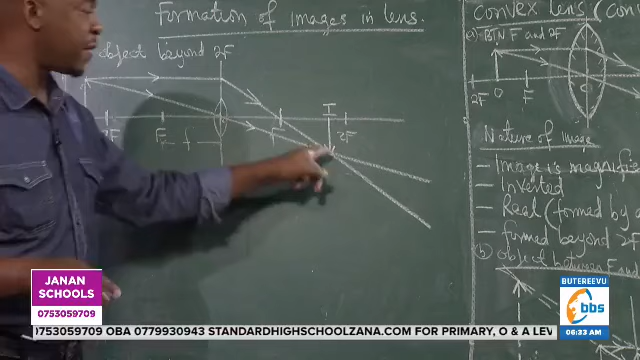 Formation of Images in lens.
object beyond 2F
I
2F
F
f
F
2F
Convex Lens (Con
(a) BTN F and 2F
2F
O
F
Nature of Image
- Image is magnifie
- Inverted
- Real (formed by a
- formed beyond 2F
(b) Object between F and
JANAN
SCHOOLS
0753059709
BUTEREEVU
bbs
06:33 AM
0753059709 OBA 0779930943 STANDARDHIGHSCHOOLZANA.COM FOR PRIMARY, O & A LEV